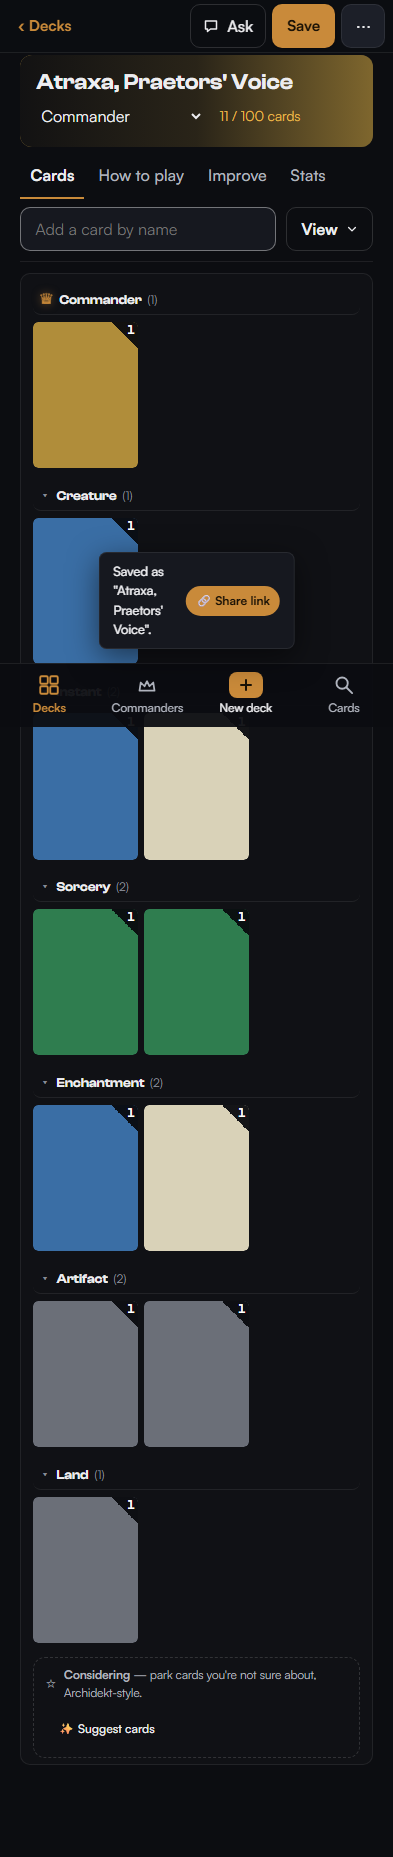 ‹ Decks
Ask
Save
...
Atraxa, Praetors' Voice
Commander
11 / 100 cards
Cards
How to play
Improve
Stats
Add a card by name
View
Commander (1)
1
Creature (1)
1
Saved as
"Atraxa,
Praetors'
Voice".
Share link
Decks
Commanders
New deck
Cards
Sorcery (2)
1
1
Enchantment (2)
1
1
Artifact (2)
1
1
Land (1)
1
Considering — park cards you're not sure about,
Archidekt-style.
Suggest cards